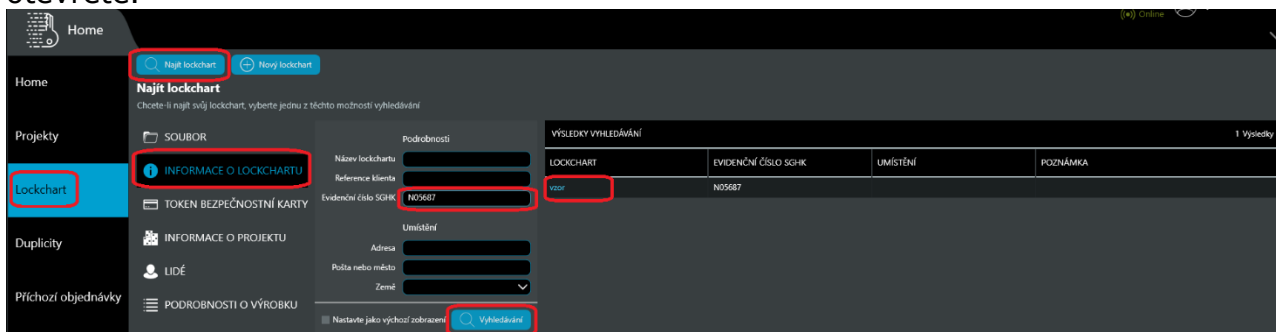 otevřete.
((●)) Online
Home
Home
Projekty
Lockchart
Duplicity
Příchozí objednávky
Najít lockchart
Nový lockchart
Najít lockchart
Chcete-li najít svůj lockchart, vyberte jednu z těchto možností vyhledávání
SOUBOR
INFORMACE O LOCKCHARTU
TOKEN BEZPEČNOSTNÍ KARTY
INFORMACE O PROJEKTU
LIDÉ
PODROBNOSTI O VÝROBKU
Podrobnosti
Název lockchartu
Reference klienta
Evidenční číslo SGHK N05687
Umístění
Adresa
Pošta nebo město
Země
Nastavte jako výchozí zobrazení
Vyhledávání
VÝSLEDKY VYHLEDÁVÁNÍ 1 Výsledky
LOCKCHART EVIDENČNÍ ČÍSLO SGHK UMÍSTĚNÍ POZNÁMKA
vzor N05687